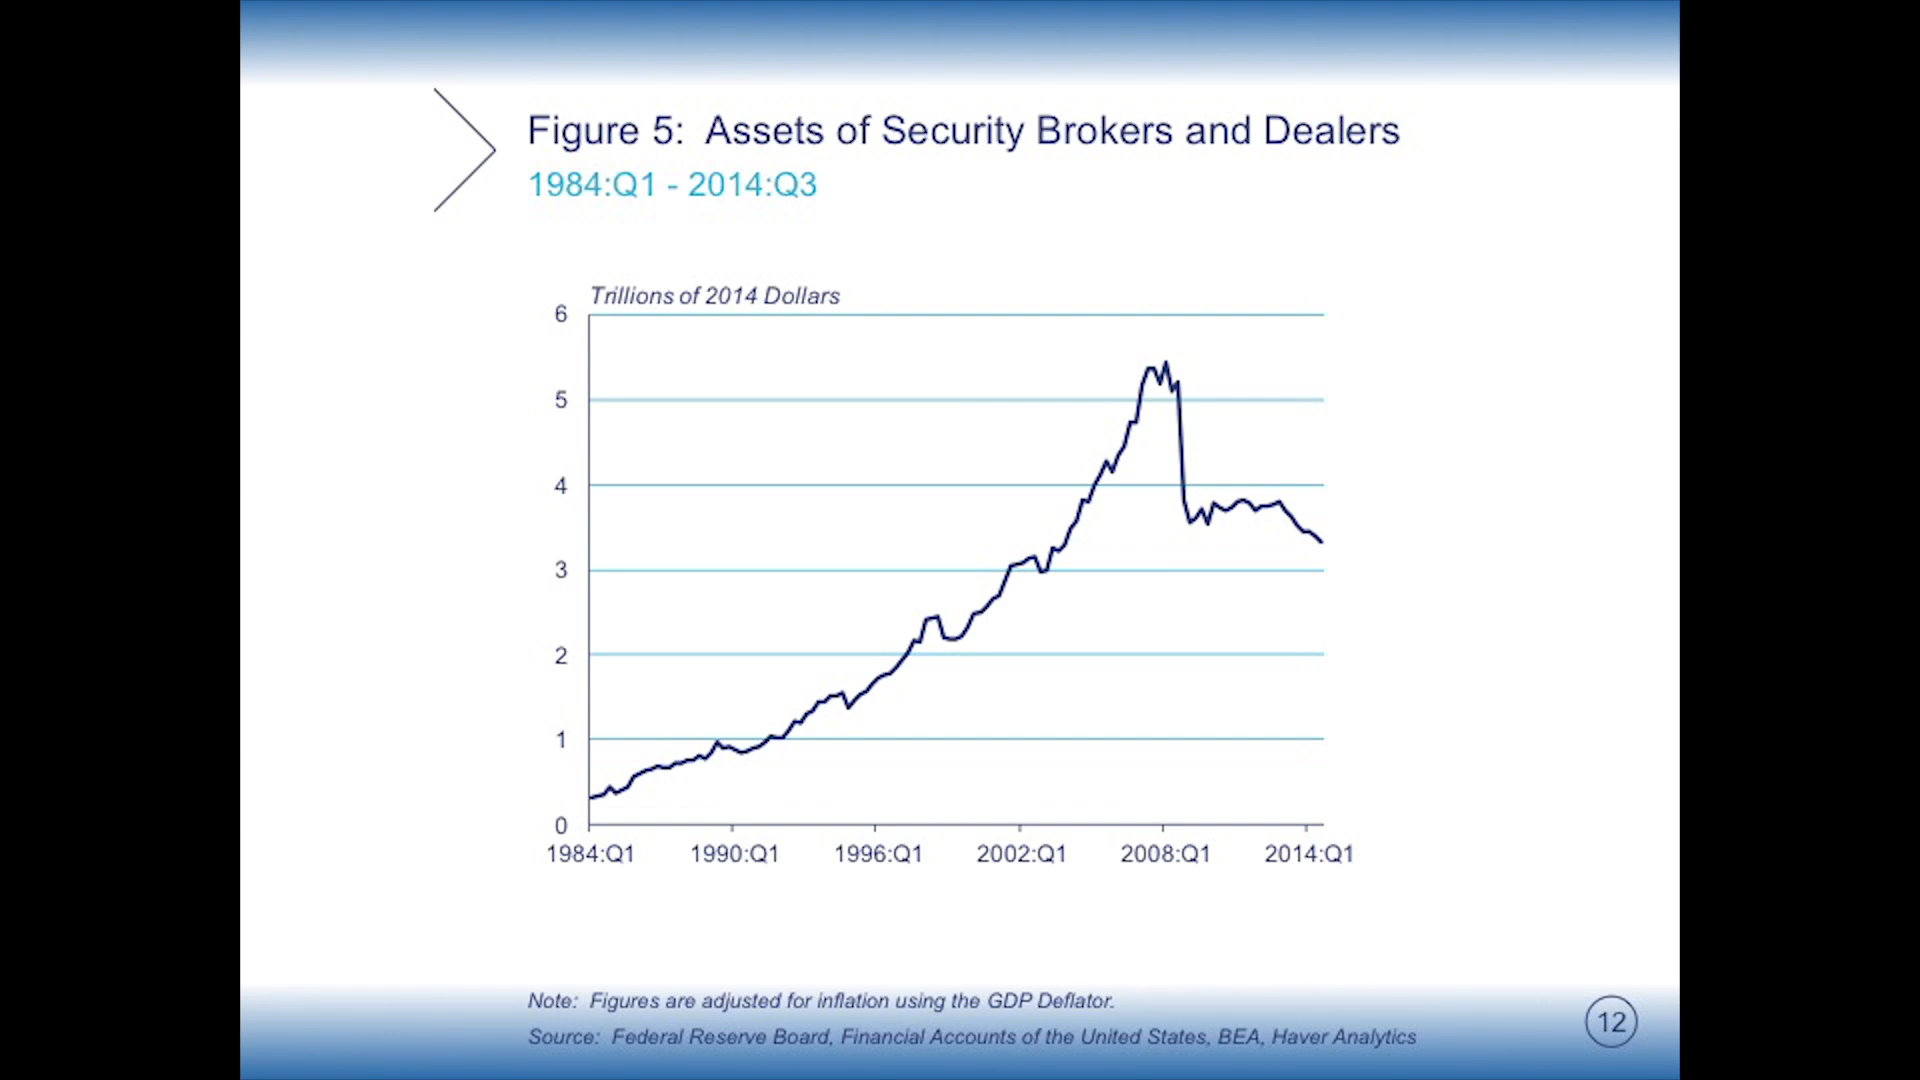 Figure 5:  Assets of Security Brokers and Dealers
1984:Q1 - 2014:Q3
Trillions of 2014 Dollars
6
5
4
3
2
1
0
1984:Q1 1990:Q1 1996:Q1 2002:Q1 2008:Q1 2014:Q1
Note:  Figures are adjusted for inflation using the GDP Deflator.
Source:  Federal Reserve Board, Financial Accounts of the United States, BEA, Haver Analytics
12